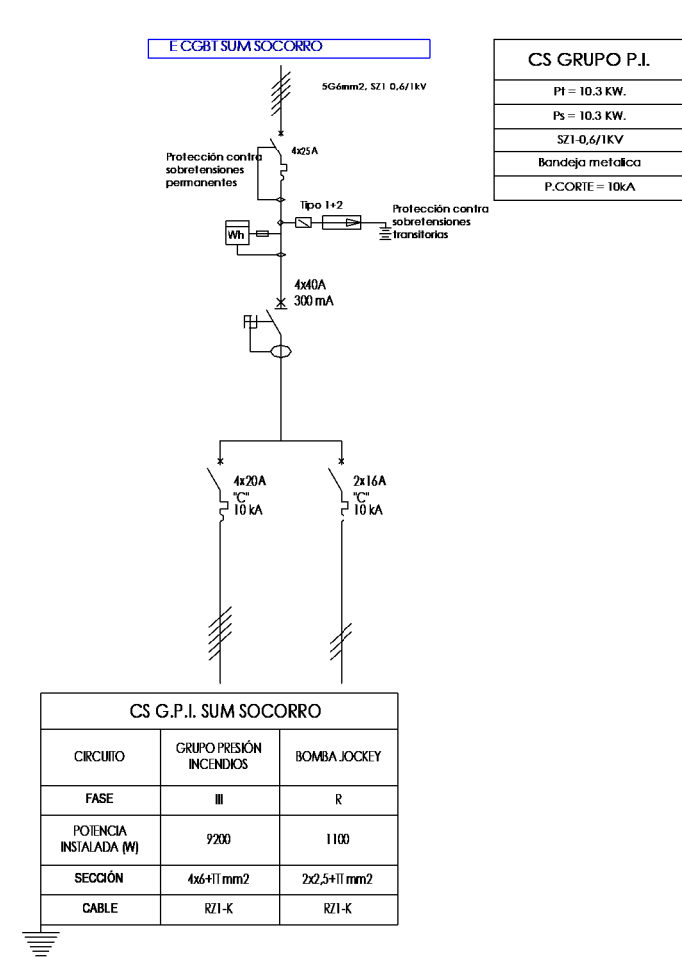 E CGBT SUM SOCORRO
CS GRUPO P.I.
Pt = 10.3 KW.
Ps = 10.3 KW.
SZ1-0,6/1KV
Bandeja metalica
P.CORTE = 10kA
5G6mm2, SZ1 0,6/1kV
4x25A
Protección contra
sobretensiones
permanentes
Tipo 1+2
Protección contra
sobretensiones
transitorias
Wh
4x40A
300 mA
4x20A
"C"
10 kA
2x16A
"C"
10 kA
CS G.P.I. SUM SOCORRO
CIRCUITO
GRUPO PRESIÓN
INCENDIOS
BOMBA JOCKEY
FASE
III
R
POTENCIA
INSTALADA (W)
9200
1100
SECCIÓN
4x6+TT mm2
2x2,5+TT mm2
CABLE
RZ1-K
RZ1-K